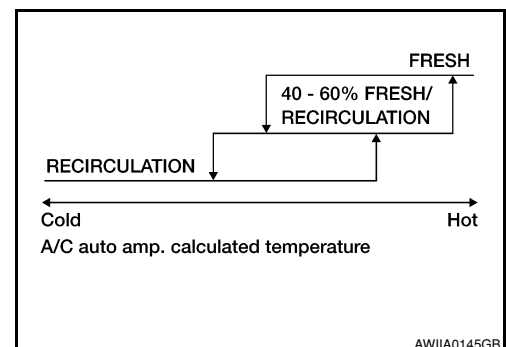 FRESH
40 - 60% FRESH/
RECIRCULATION
RECIRCULATION
Cold Hot
A/C auto amp. calculated temperature
AWIIA0145GB